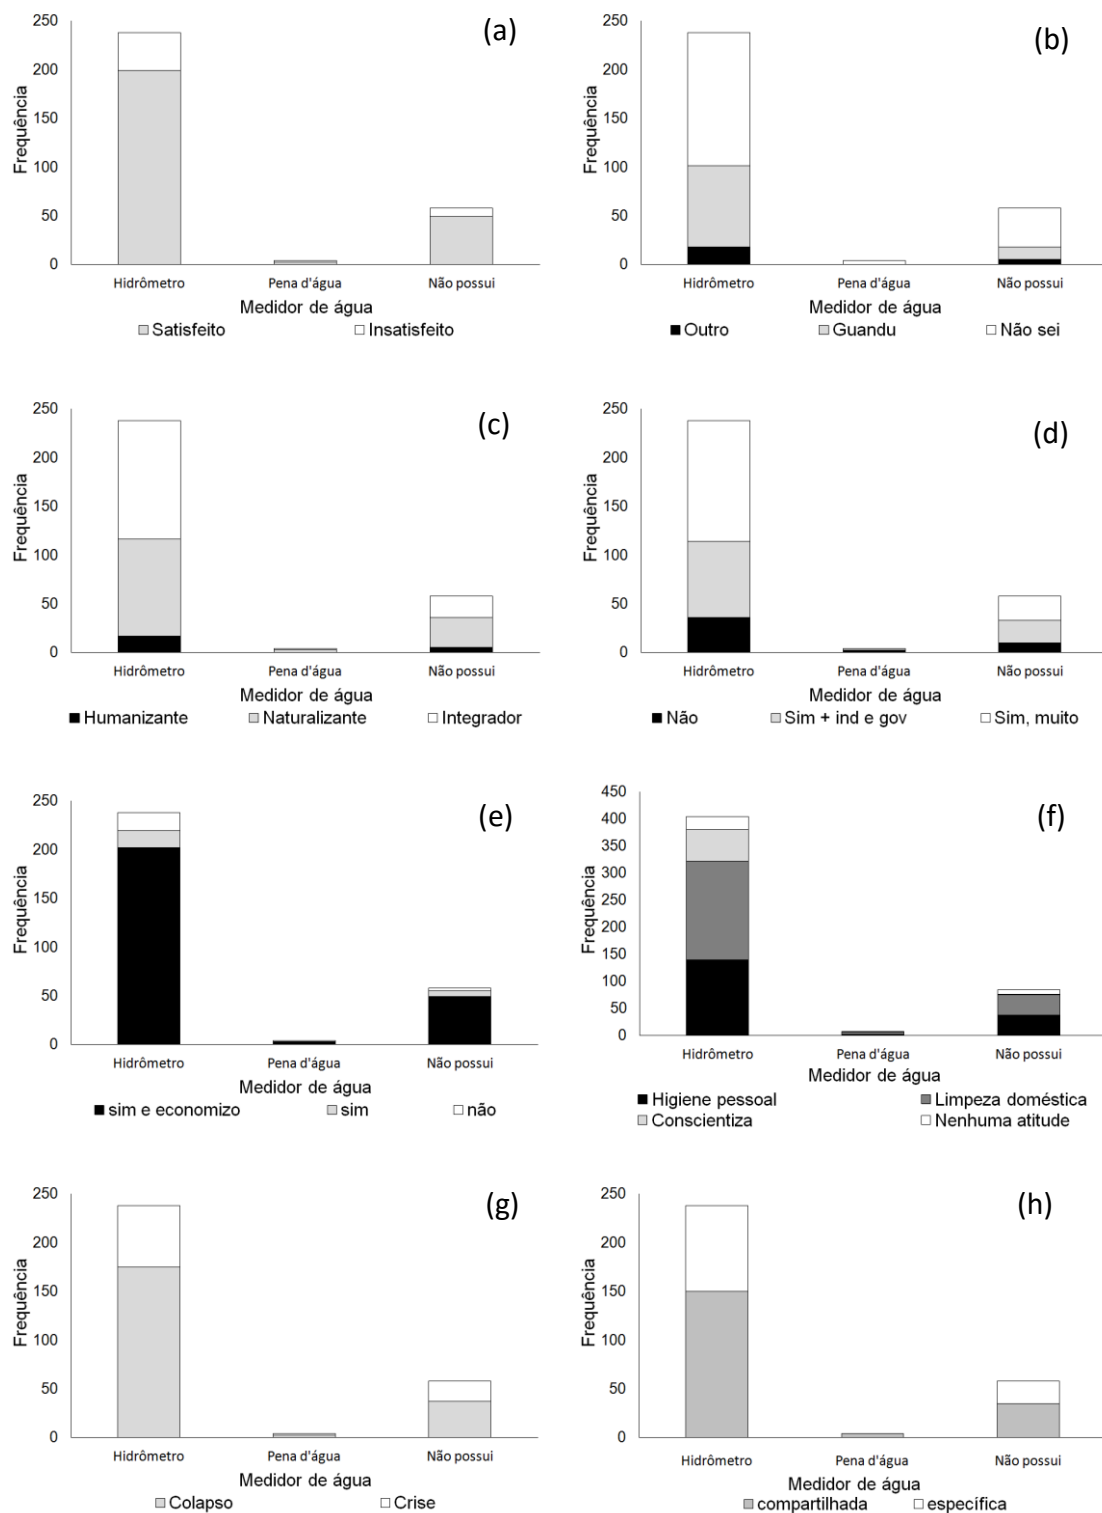 (a)
250
200
150
100
50
0
Frequência
Hidrômetro Pena d'água Não possui
Medidor de água
Satisfeito Insatisfeito
(b)
250
200
150
100
50
0
Frequência
Hidrômetro Pena d'água Não possui
Medidor de água
Outro Guandu Não sei
(c)
250
200
150
100
50
0
Frequência
Hidrômetro Pena d'água Não possui
Medidor de água
Humanizante Naturalizante Integrador
(d)
250
200
150
100
50
0
Frequência
Hidrômetro Pena d'água Não possui
Medidor de água
Não Sim + ind e gov Sim, muito
(e)
250
200
150
100
50
0
Frequência
Hidrômetro Pena d'água Não possui
Medidor de água
sim e economizo sim não
(f)
450
400
350
300
250
200
150
100
50
0
Frequência
Hidrômetro Pena d'água Não possui
Medidor de água
Higiene pessoal Limpeza doméstica
Conscientiza Nenhuma atitude
(g)
250
200
150
100
50
0
Frequência
Hidrômetro Pena d'água Não possui
Medidor de água
Colapso Crise
(h)
250
200
150
100
50
0
Frequência
Hidrômetro Pena d'água Não possui
Medidor de água
compartilhada específica